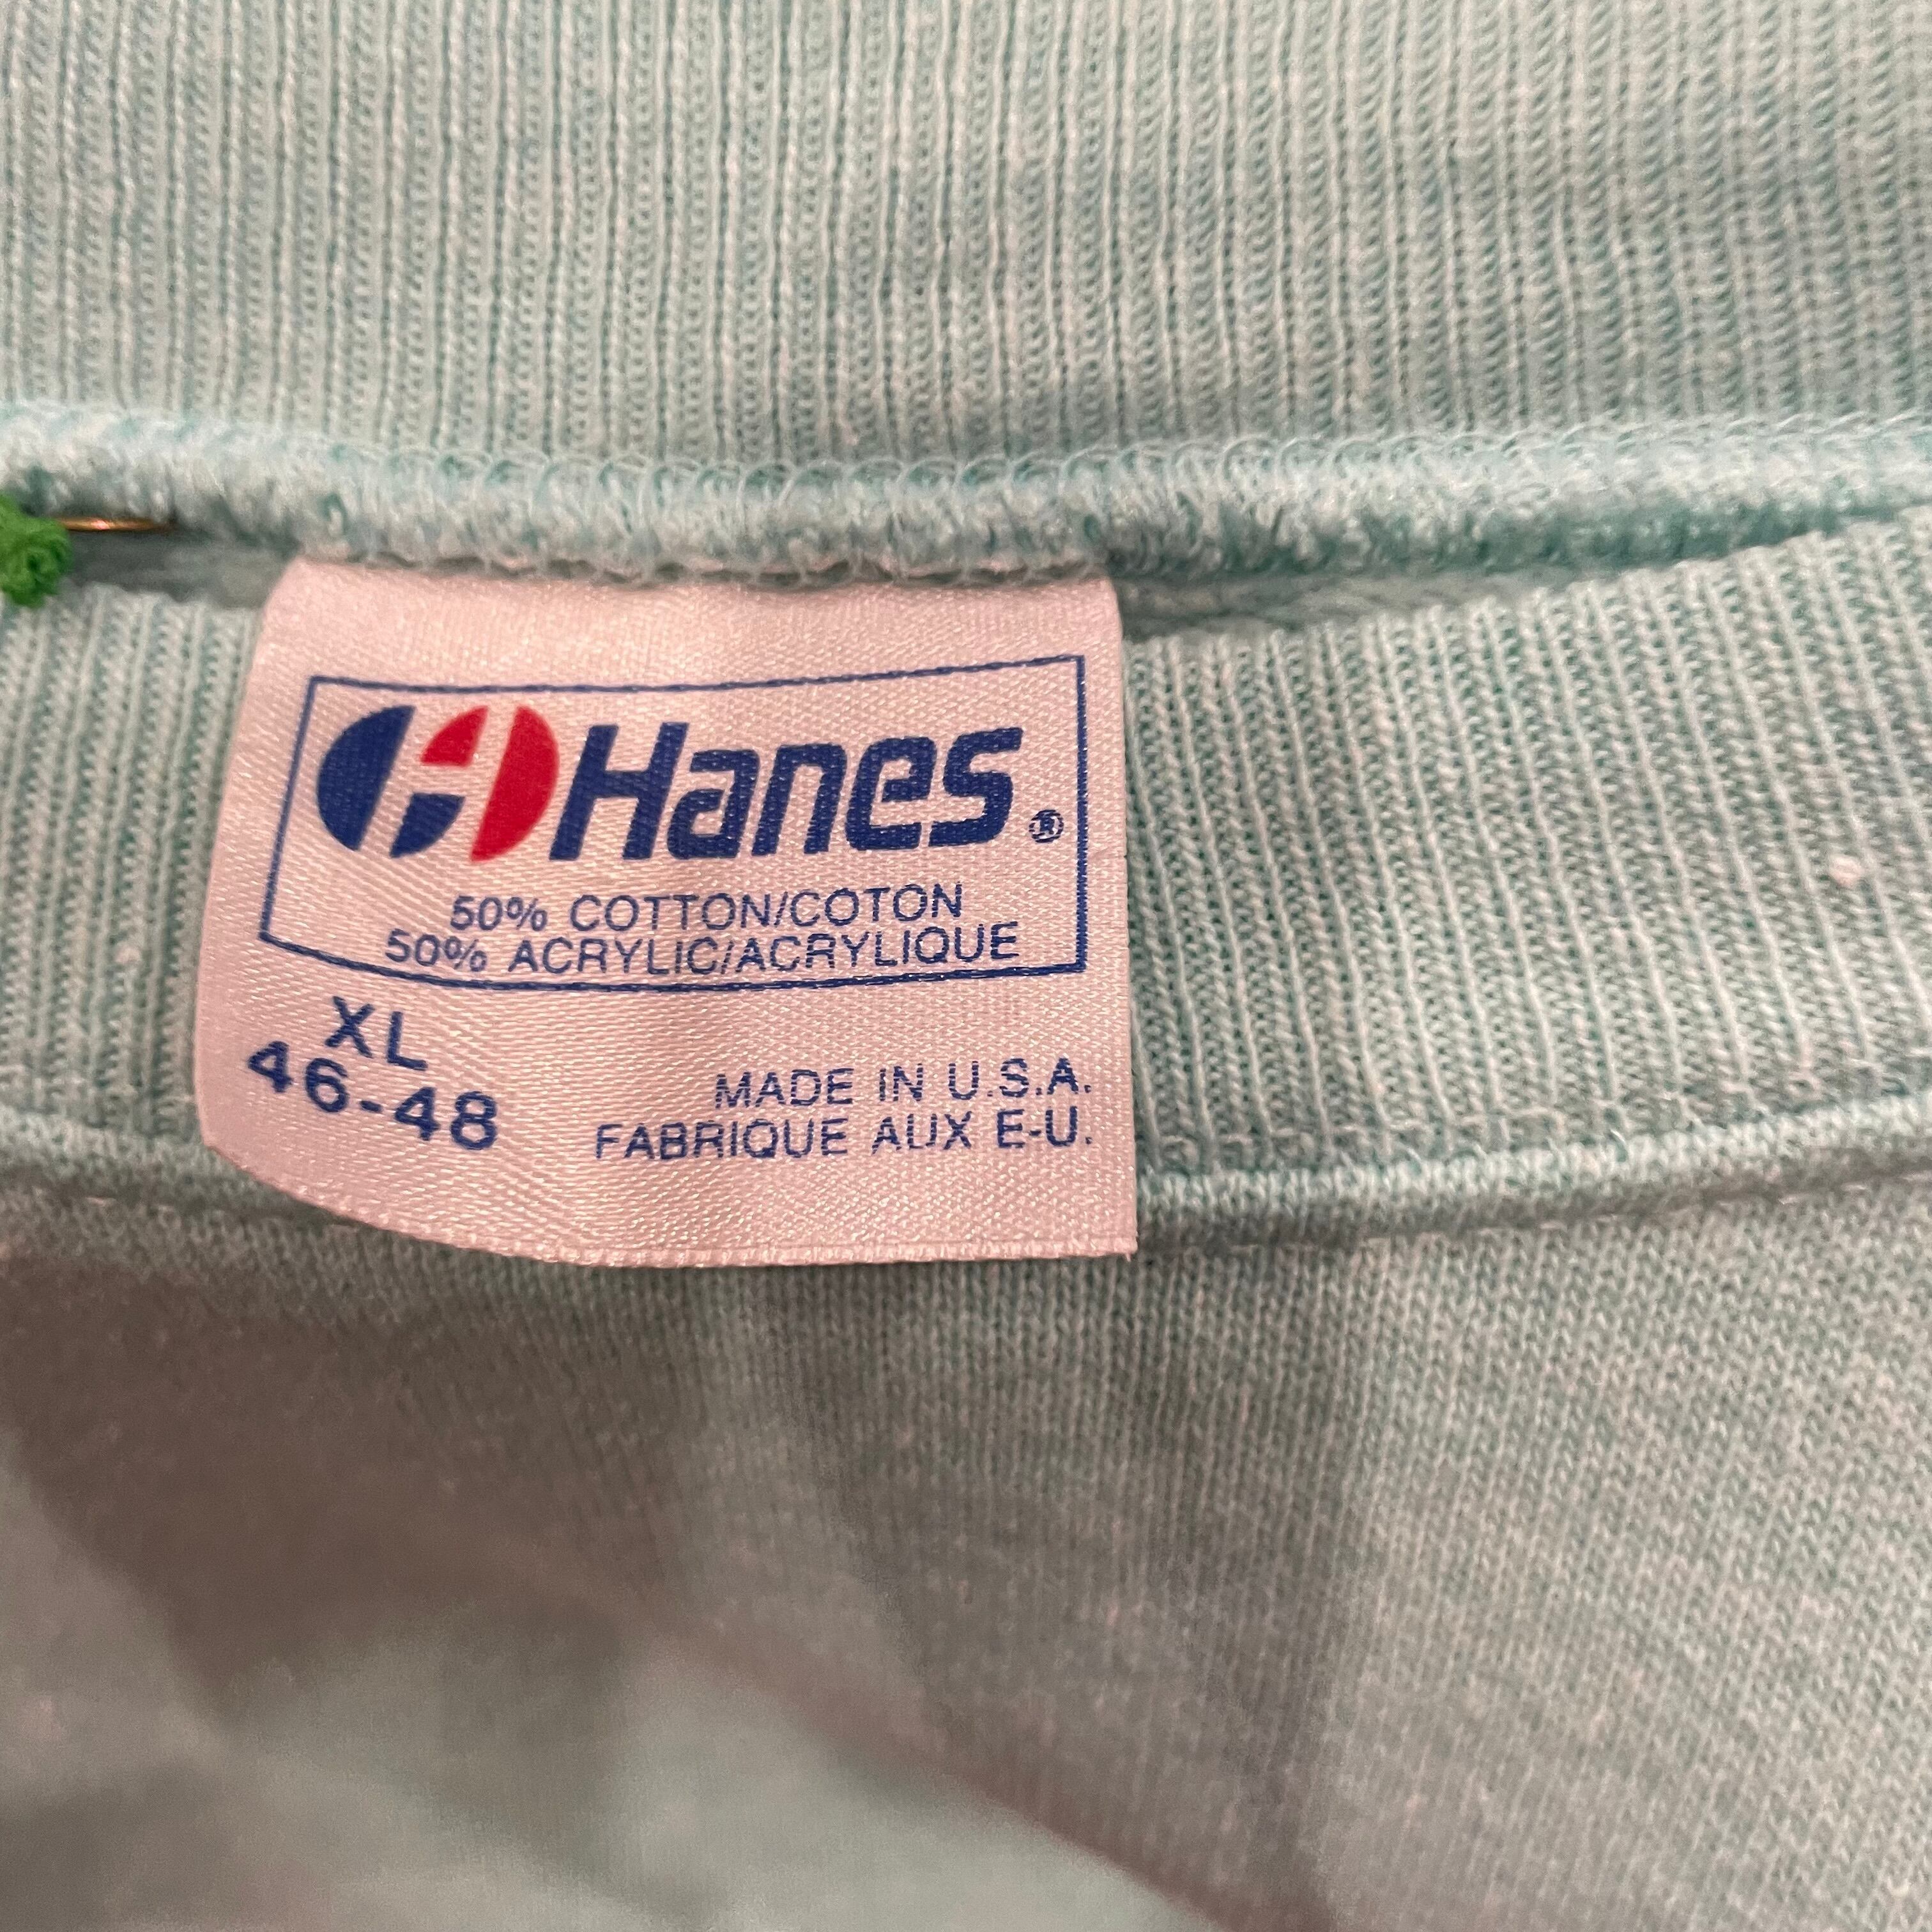 Hanes®
50% COTTON/COTON
50% ACRYLIC/ACRYLIQUE
XL
46-48
MADE IN U.S.A.
FABRIQUE AUX E-U.